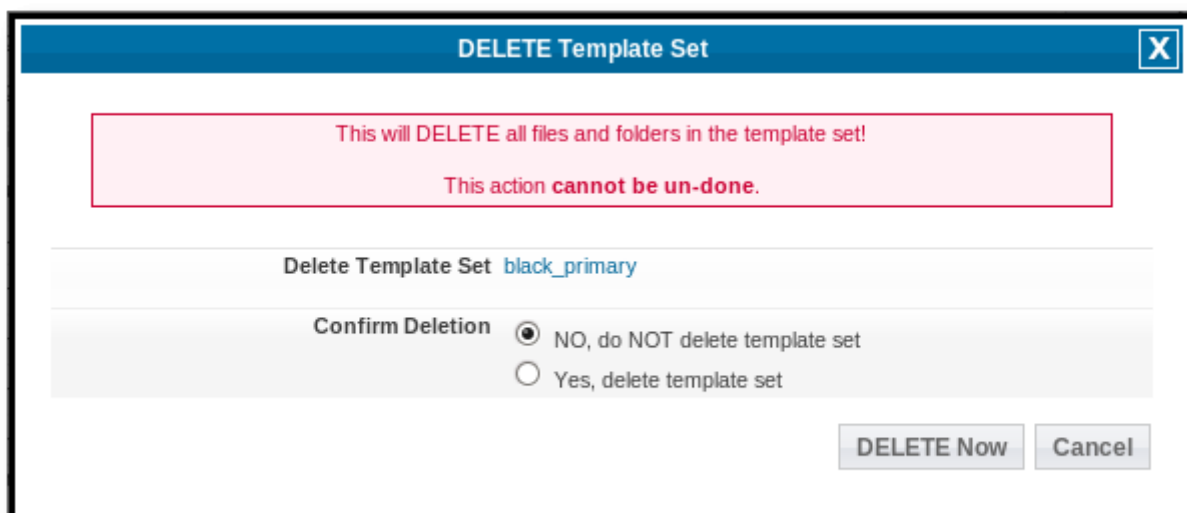 DELETE Template Set X
This will DELETE all files and folders in the template set!
This action cannot be un-done.
Delete Template Set black_primary
Confirm Deletion
NO, do NOT delete template set
Yes, delete template set
DELETE Now Cancel